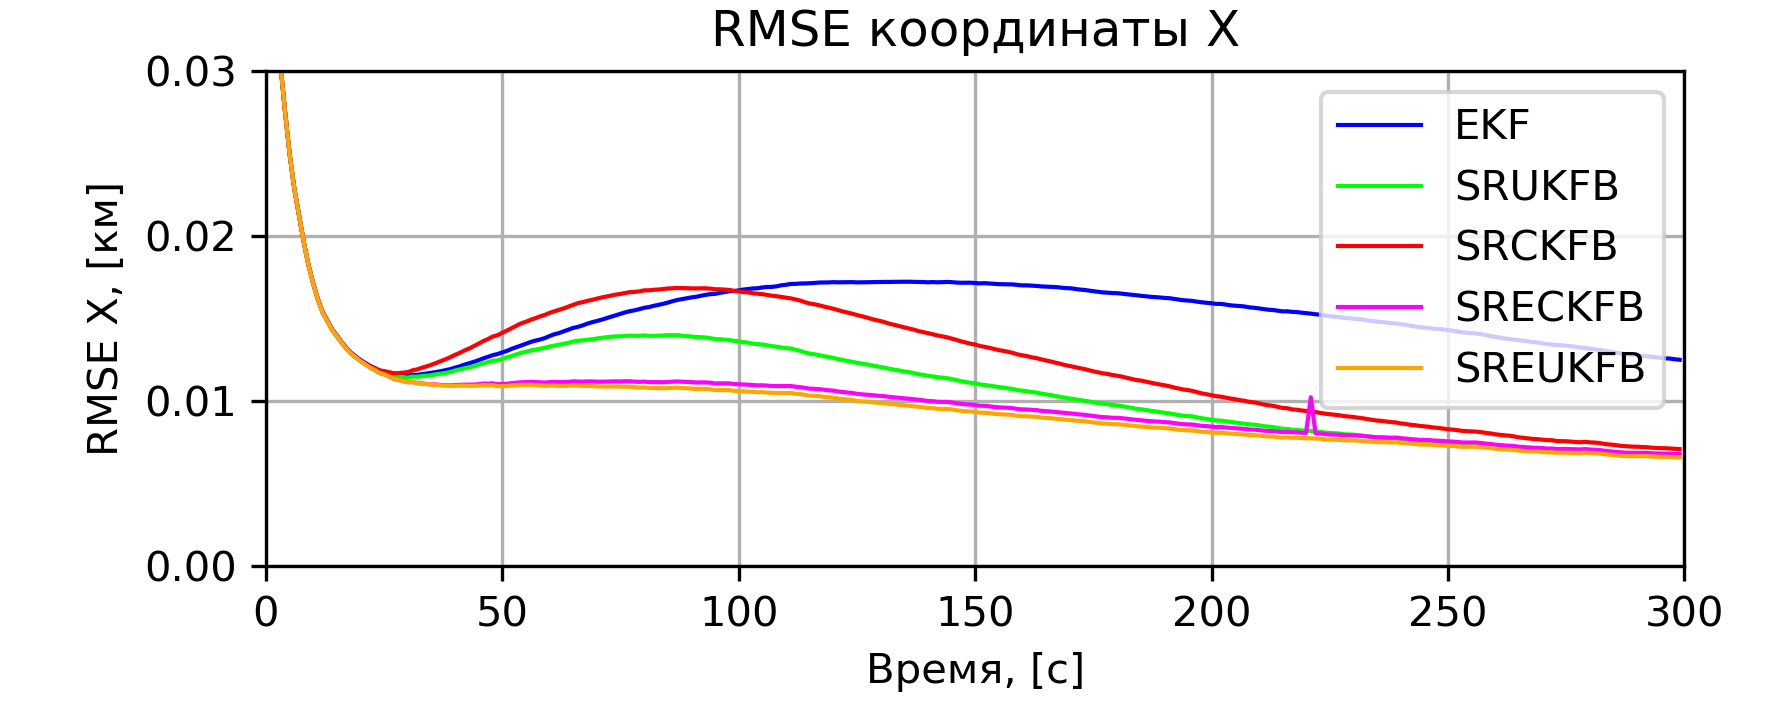 RMSE координаты X
RMSE X, [км]
0.03
0.02
0.01
0.00
0 50 100 150 200 250 300
Время, [с]
EKF
SRUKFB
SRCKFB
SRECKFB
SREUKFB